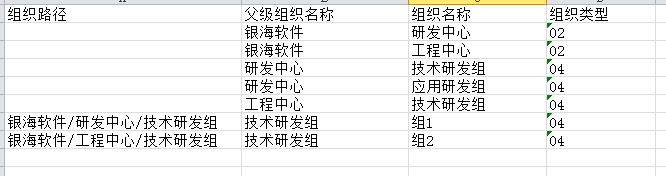 组织路径 父级组织名称 组织名称 组织类型
银海软件 研发中心 02
银海软件 工程中心 02
研发中心 技术研发组 04
研发中心 应用研发组 04
工程中心 技术研发组 04
银海软件/研发中心/技术研发组 技术研发组 组1 04
银海软件/工程中心/技术研发组 技术研发组 组2 04